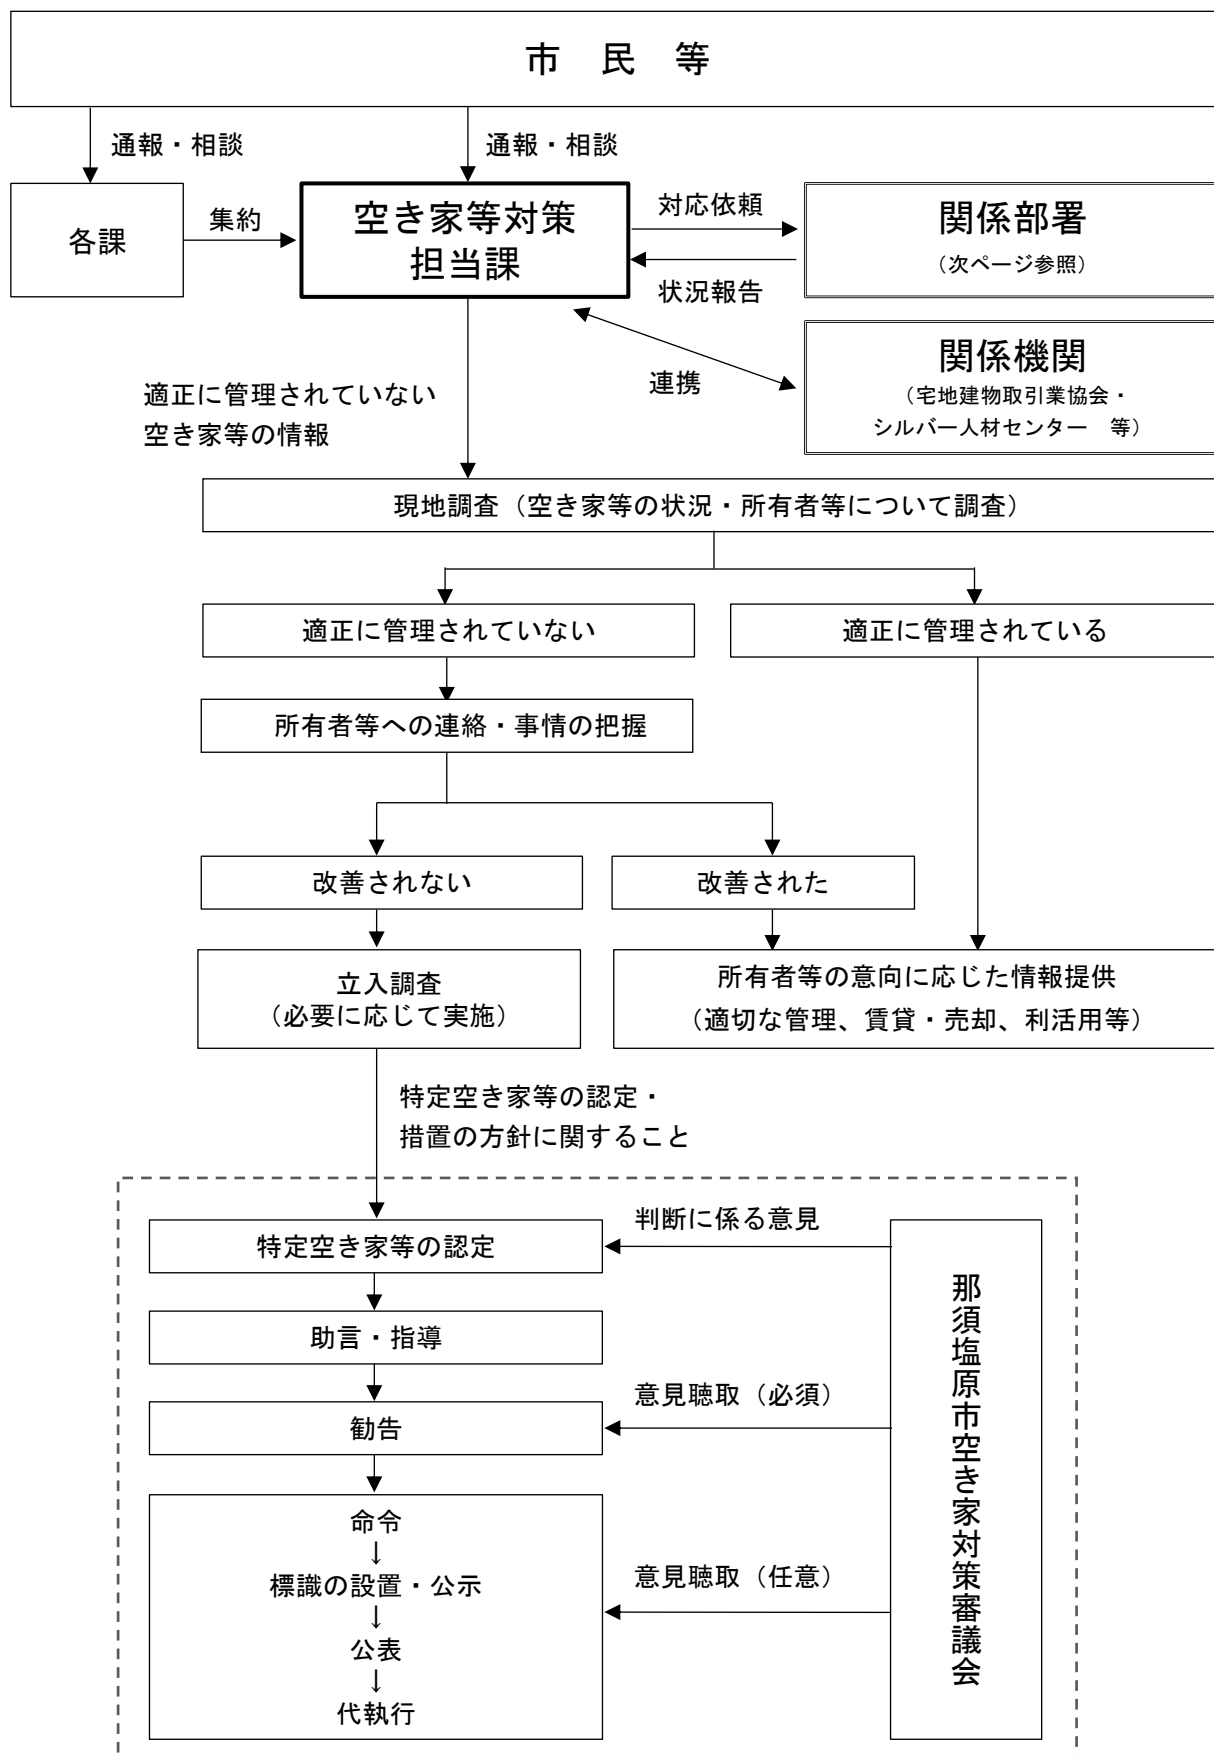 市　民　等
通報・相談
通報・相談
各課
集約
空き家等対策
担当課
対応依頼
状況報告
関係部署
（次ページ参照）
連携
関係機関
（宅地建物取引業協会・
シルバー人材センター　等）
適正に管理されていない
空き家等の情報
現地調査（空き家等の状況・所有者等について調査）
適正に管理されていない
適正に管理されている
所有者等への連絡・事情の把握
改善されない
改善された
立入調査
（必要に応じて実施）
所有者等の意向に応じた情報提供
（適切な管理、賃貸・売却、利活用等）
特定空き家等の認定・
措置の方針に関すること
特定空き家等の認定
判断に係る意見
助言・指導
勧告
意見聴取（必須）
命令
↓
標識の設置・公示
↓
公表
↓
代執行
意見聴取（任意）
那須塩原市空き家対策審議会